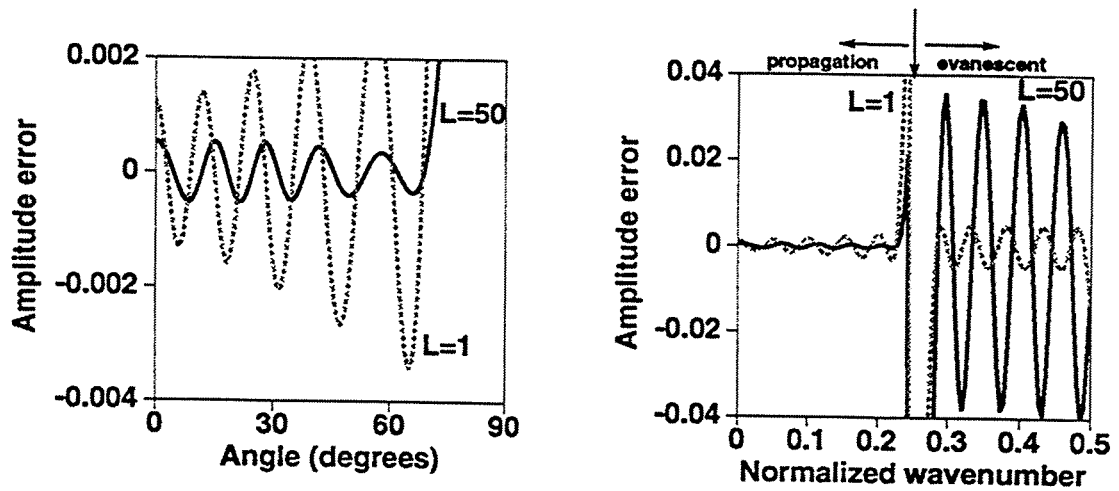 0.002
0
-0.002
-0.004
0
30
60
90
Amplitude error
Angle (degrees)
L=50
L=1
propagation
evanescent
0.04
0.02
0
-0.02
-0.04
0
0.1
0.2
0.3
0.4
0.5
Amplitude error
Normalized wavenumber
L=1
L=50